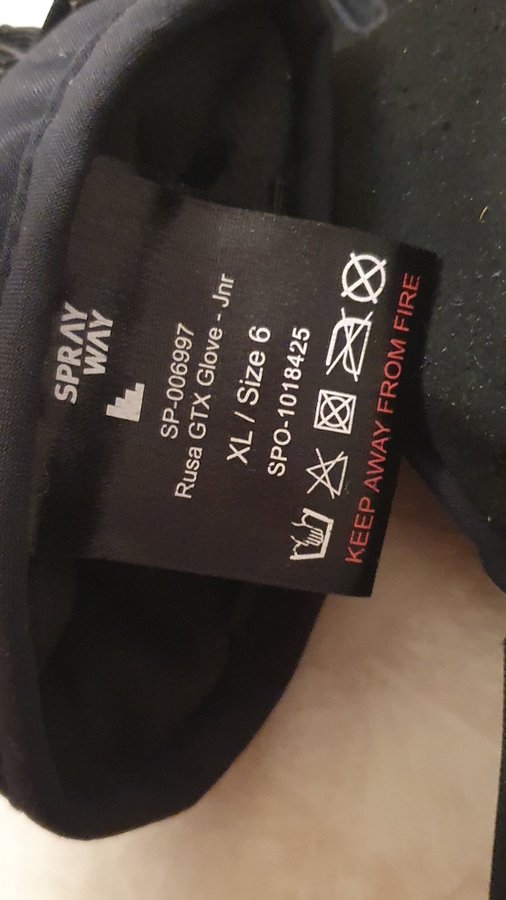 SPRAY
WAY
SP-006997
Rusa GTX Glove - Jnr
XL / Size 6
SPO-1018425
KEEP AWAY FROM FIRE